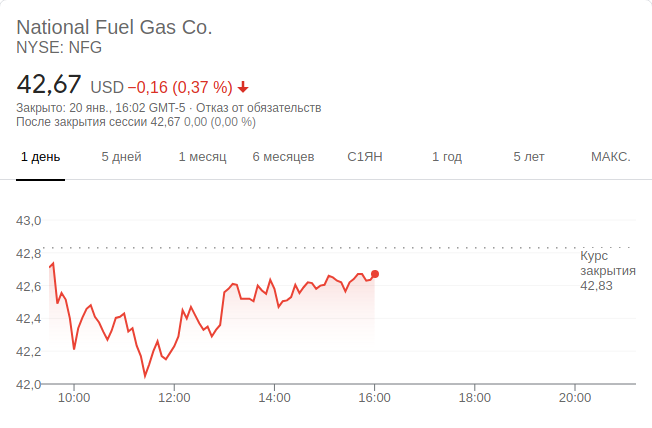 National Fuel Gas Co.
NYSE: NFG
42,67 USD −0,16 (0,37 %)
Закрыто: 20 янв., 16:02 GMT-5 · Отказ от обязательств
После закрытия сессии 42,67 0,00 (0,00 %)
1 день 5 дней 1 месяц 6 месяцев С1ЯН 1 год 5 лет МАКС.
43,0
42,8
Курс
закрытия
42,83
42,6
42,4
42,2
42,0
10:00 12:00 14:00 16:00 18:00 20:00